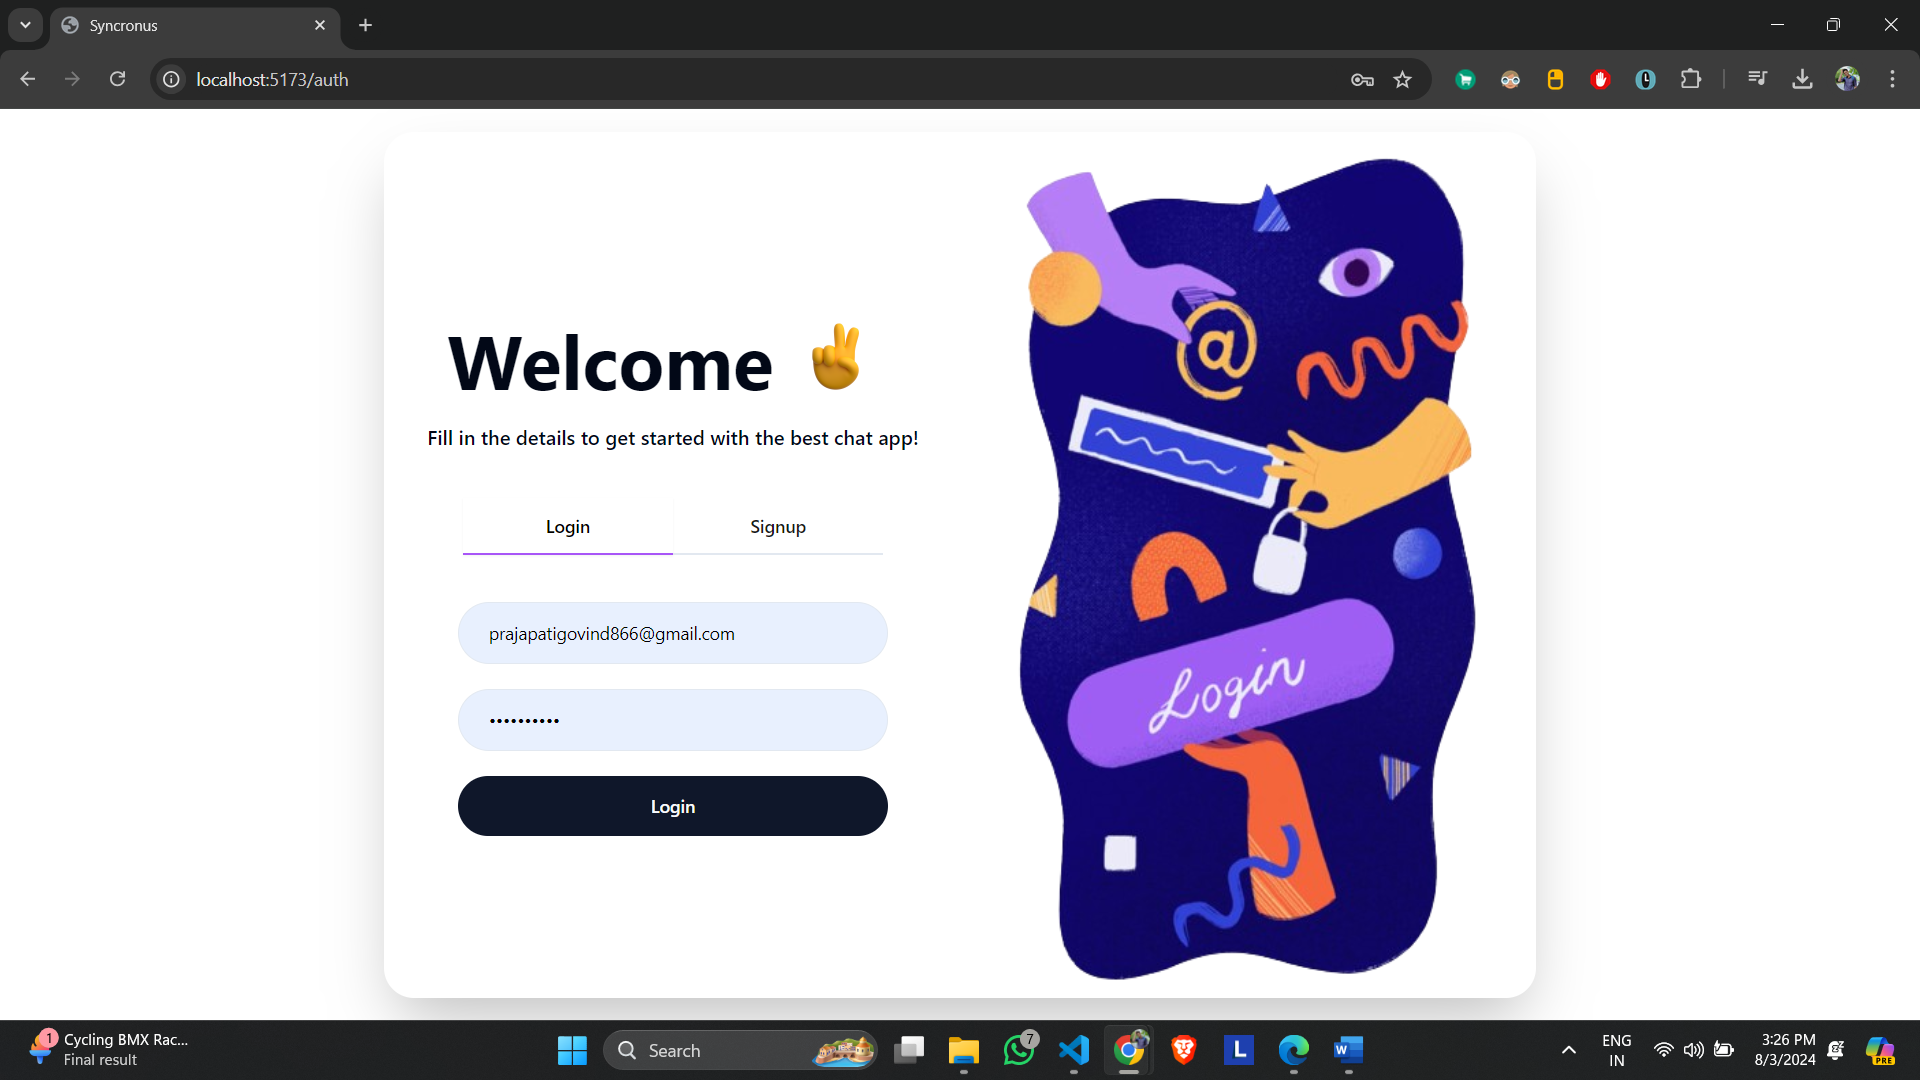 Syncronus
localhost:5173/auth
Welcome ✌
Fill in the details to get started with the best chat app!
Login
Signup
prajapatigovind866@gmail.com
••••••••••
Login
@
Login
1
Cycling BMX Rac...
Final result
Search
7
L
W
ENG
IN
3:26 PM
8/3/2024
PRE